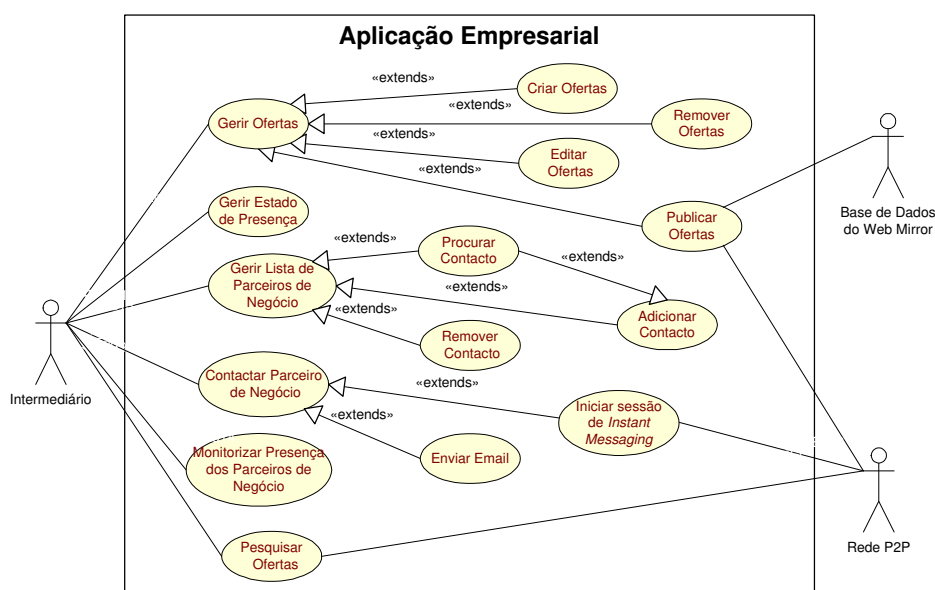 Aplicação Empresarial
«extends»
Criar Ofertas
«extends»
Gerir Ofertas
Remover
Ofertas
«extends»
Editar
Ofertas
«extends»
Gerir Estado
de Presença
Publicar
Ofertas
Base de Dados
do Web Mirror
«extends»
Procurar
Contacto
«extends»
Gerir Lista de
Parceiros de
Negócio
«extends»
Adicionar
Contacto
«extends»
Remover
Contacto
Intermediário
Contactar Parceiro
de Negócio
«extends»
Iniciar sessão
de Instant
Messaging
«extends»
Enviar Email
Monitorizar Presença
dos Parceiros de
Negócio
Rede P2P
Pesquisar
Ofertas